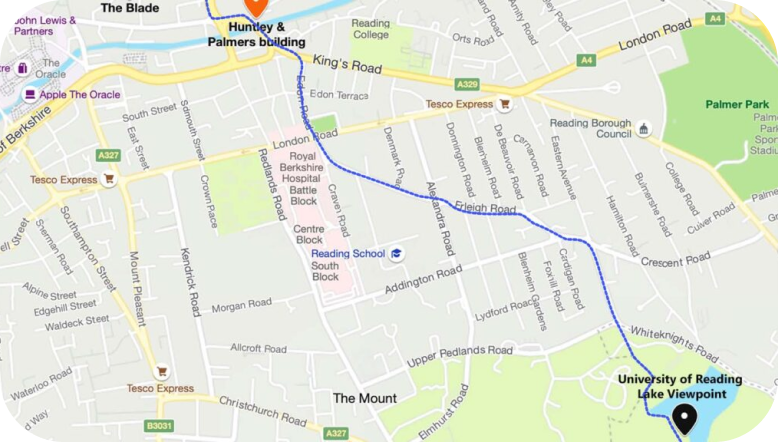 The Blade
John Lewis &
Partners
Huntley &
Palmers building
Reading
College
Orts Road
Amity Road
London Road
A4
A4
The
Oracle
King's Road
A329
Apple The Oracle
Eldon Road
Eldon Terrace
Tesco Express
Palmer Park
of Berkshire
South Street
Sidmouth Street
London Road
Reading Borough
Council
A327
East Street
Royal
Berkshire
Hospital
Battle
Block
Redlands Road
Denmark Road
Donnington Road
Blenheim Road
De Beauvoir Road
Carnarvon Road
Eastern Avenue
College Road
Tesco Express
Crown Place
Craven Road
Alexandra Road
Erleigh Road
Hamilton Road
Bulmershe Road
Culver Road
Southampton Street
Sherman Road
Centre
Block
Reading School
South
Block
Crescent Road
Mount Pleasant
Kendrick Road
Addington Road
Blenheim Gardens
Foxhill Road
Cardigan Road
Alpine Street
Edgehill Street
Waldeck Street
Morgan Road
Lydford Road
Whiteknights Road
Allcroft Road
Upper Redlands Road
Waterloo Road
Tesco Express
University of Reading
Lake Viewpoint
The Mount
Elmhurst Road
Christchurch Road
B3031
A327